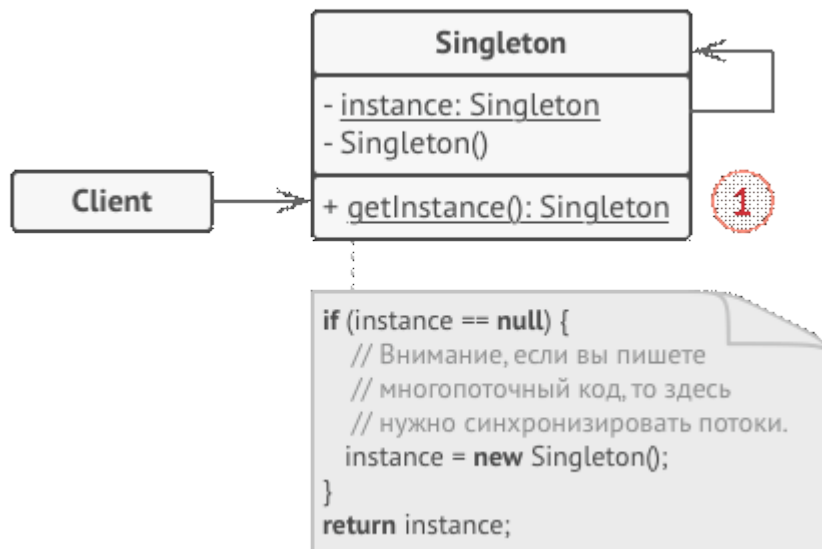 Singleton
- instance: Singleton
- Singleton()
Client
+ getInstance(): Singleton
1
if (instance == null) {
// Внимание, если вы пишете
// многопоточный код, то здесь
// нужно синхронизировать потоки.
instance = new Singleton();
}
return instance;